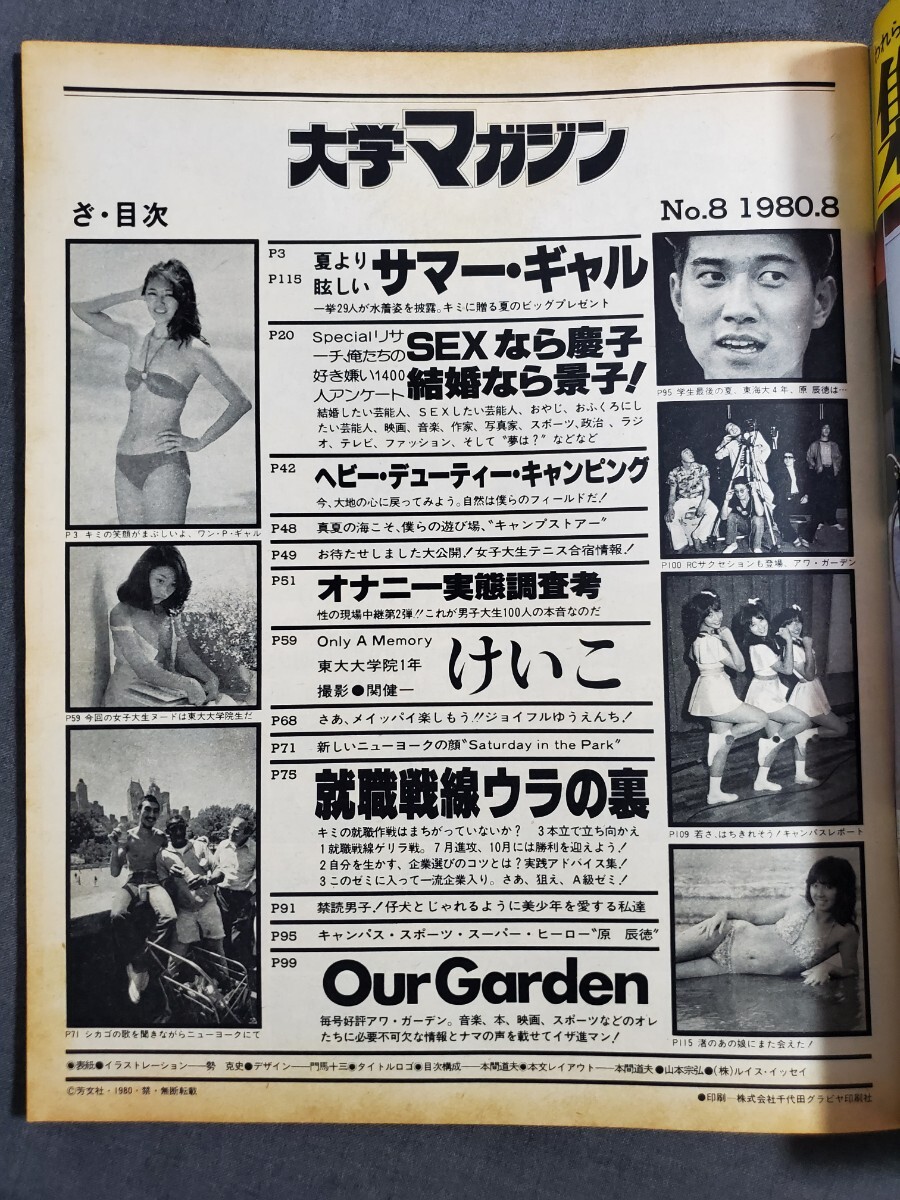 大学マガジン
ざ・目次
No.8 1980.8
P3 キミの笑顔がまぶしいよ、ワン・P・ギャル
P59 今回の女子大生ヌードは東大大学院生だ
P71 シカゴの歌を聞きながらニューヨークにて
P3
P115
夏より
眩しい
サマー・ギャル
一挙29人が水着姿を披露。キミに贈る夏のビッグプレゼント
P20
Specialリサ
ーチ、俺たちの
好き嫌い1400
人アンケート
SEXなら慶子
結婚なら景子!
結婚したい芸能人、SEXしたい芸能人、おやじ、おふくろにし
たい芸能人、映画、音楽、作家、写真家、スポーツ、政治、ラジ
オ、テレビ、ファッション、そして“夢は?”などなど
P42
ヘビー・デューティー・キャンピング
今、大地の心に戻ってみよう。自然は僕らのフィールドだ!
P48 真夏の海こそ、僕らの遊び場、“キャンプストアー”
P49 お待たせしました大公開!女子大生テニス合宿情報!
P51
オナニー実態調査考
性の現場中継第2弾!!これが男子大生100人の本音なのだ
P59
Only A Memory
東大大学院1年
撮影●関健一
けいこ
P68 さあ、メイッパイ楽しもう!!ジョイフルゆうえんち!
P71 新しいニューヨークの顔“Saturday in the Park”
P75
就職戦線ウラの裏
キミの就職作戦はまちがっていないか? 3本立で立ち向かえ
1就職戦線ゲリラ戦。7月進攻、10月には勝利を迎えよう!
2自分を生かす、企業選びのコツとは?実践アドバイス集!
3このゼミに入って一流企業入り。さあ、狙え、A級ゼミ!
P91 禁読男子!仔犬とじゃれるように美少年を愛する私達
P95 キャンパス・スポーツ・スーパー・ヒーロー“原 辰徳”
P99
Our Garden
毎号好評アワ・ガーデン。音楽、本、映画、スポーツなどのオレ
たちに必要不可欠な情報とナマの声を載せてイザ進マン!
P95 学生最後の夏、東海大4年、原 辰徳は…
P100 RCサクセションも登場、アワ・ガーデン
P109 若さ、はちきれそう!キャンパスレポート
P115 渚のあの娘にまた会えた!
●表紙●イラストレーション──勢 克史●デザイン──門馬十三●タイトルロゴ●目次構成──本間道夫●本文レイアウト──本間道夫●山本宗弘●(株)ルイス・イッセイ
©芳文社・1980・禁・無断転載
●印刷─株式会社千代田グラビヤ印刷社
われら